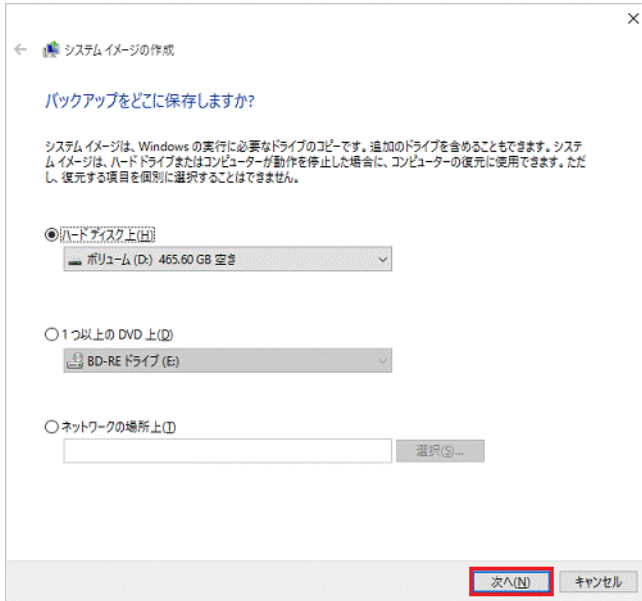 システム イメージの作成
バックアップをどこに保存しますか?
システム イメージは、Windows の実行に必要なドライブのコピーです。追加のドライブを含めることもできます。システ
ム イメージは、ハード ドライブまたはコンピューターが動作を停止した場合に、コンピューターの復元に使用できます。ただ
し、復元する項目を個別に選択することはできません。
ハード ディスク上(H)
ボリューム (D:) 465.60 GB 空き
1 つ以上の DVD 上(D)
BD-RE ドライブ (E:)
ネットワークの場所上(T)
選択(S)...
次へ(N) キャンセル